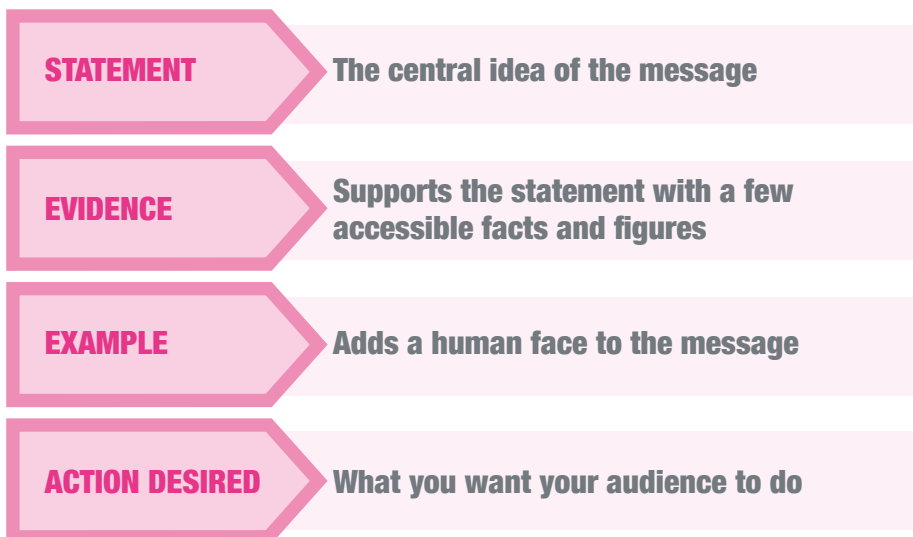 STATEMENT
The central idea of the message
EVIDENCE
Supports the statement with a few
accessible facts and figures
EXAMPLE
Adds a human face to the message
ACTION DESIRED
What you want your audience to do